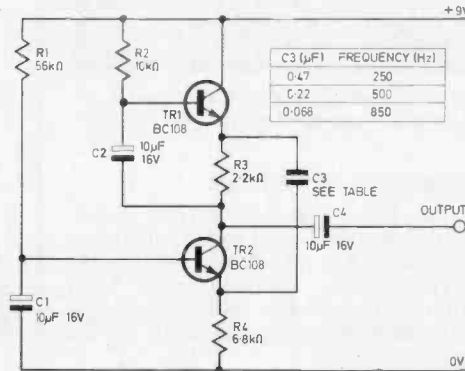 +9V
R1
56kΩ
R2
10kΩ
C3 (µF) FREQUENCY (Hz)
0·47 250
0·22 500
0·068 850
TR1
BC108
C2
10µF
16V
R3
2·2kΩ
C3
SEE TABLE
C4
10µF 16V
OUTPUT
TR2
BC108
C1
10µF 16V
R4
6·8kΩ
0V